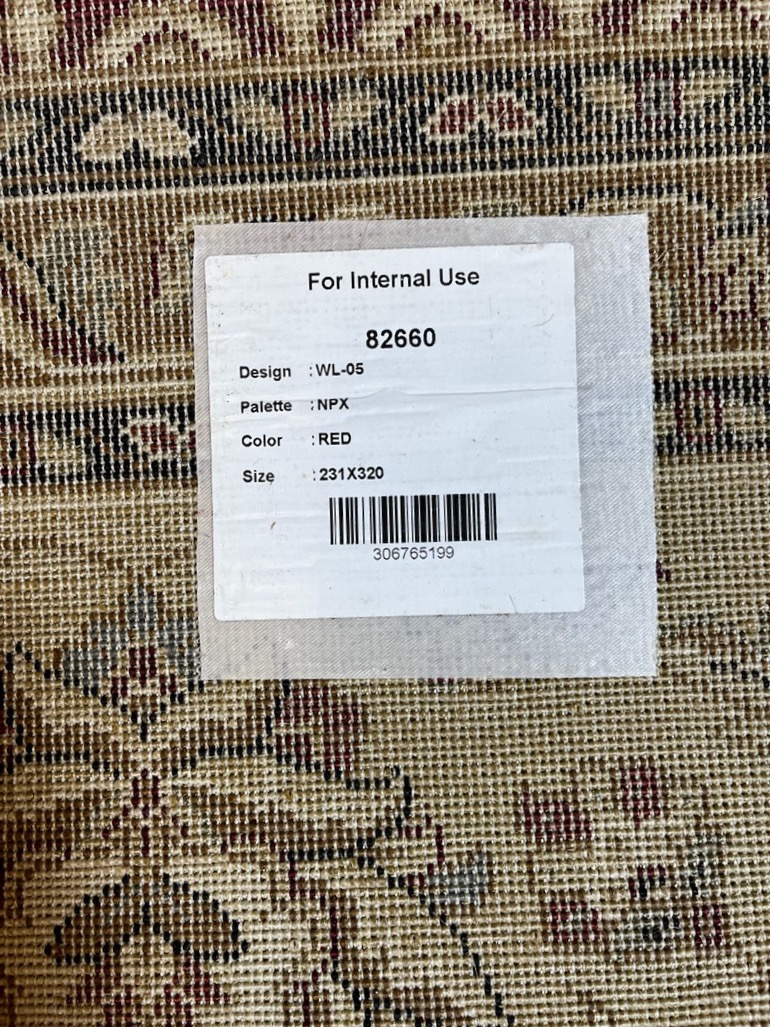 For Internal Use
82660
Design : WL-05
Palette : NPX
Color : RED
Size : 231X320
306765199